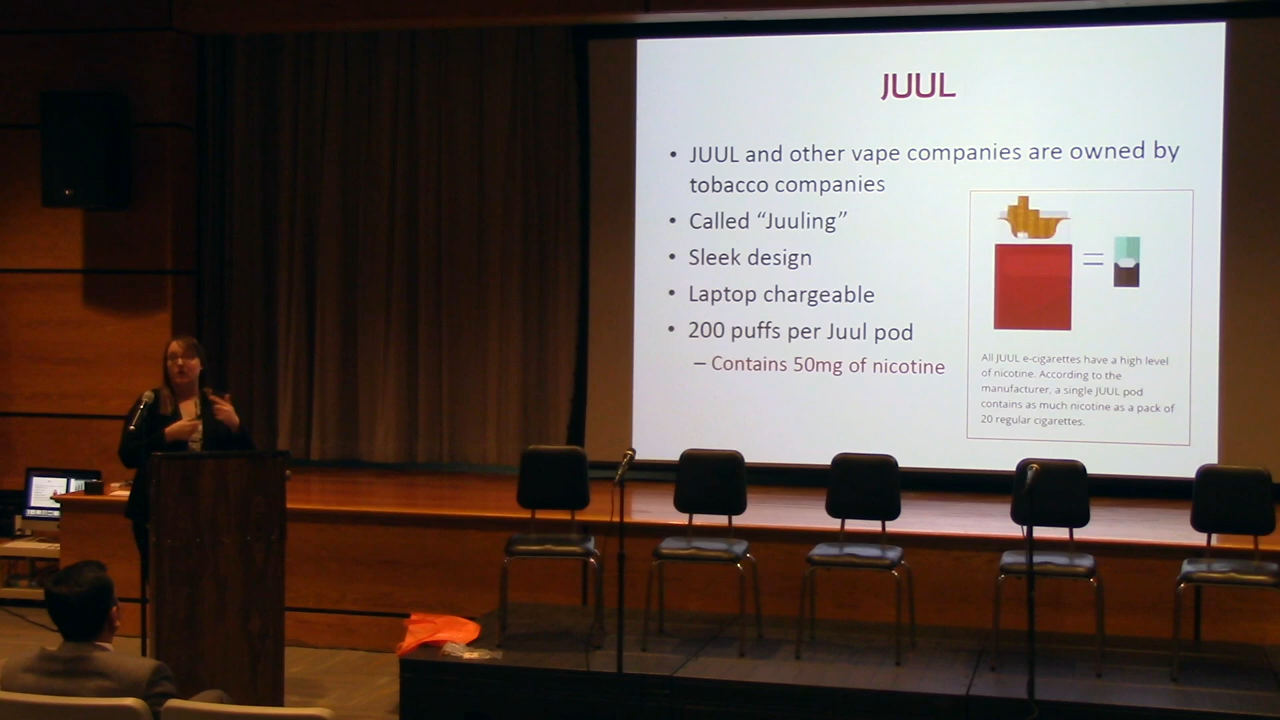 JUUL
• JUUL and other vape companies are owned by
tobacco companies
• Called “Juuling”
• Sleek design
• Laptop chargeable
• 200 puffs per Juul pod
– Contains 50mg of nicotine
=
All JUUL e-cigarettes have a high level
of nicotine. According to the
manufacturer, a single JUUL pod
contains as much nicotine as a pack of
20 regular cigarettes.